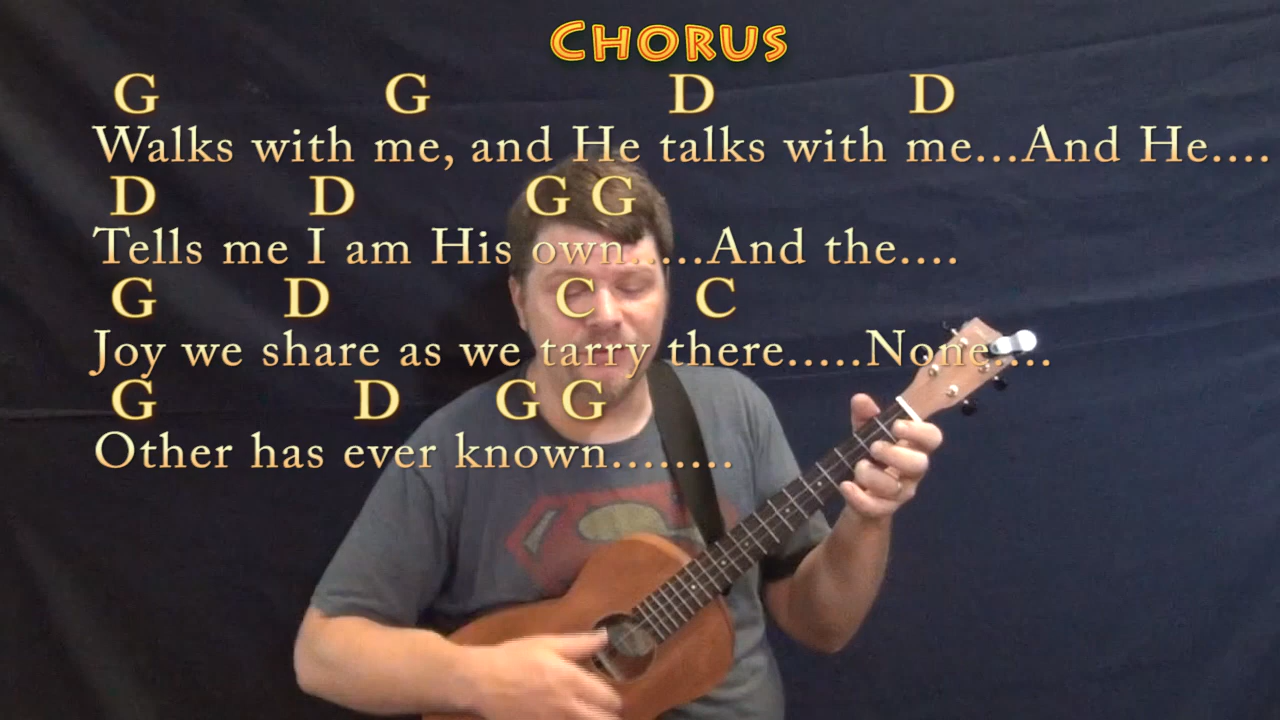 CHORUS
G G D D
Walks with me, and He talks with me...And He....
D D G G
Tells me I am His own.....And the....
G D C C
Joy we share as we tarry there.....None....
G D G G
Other has ever known........